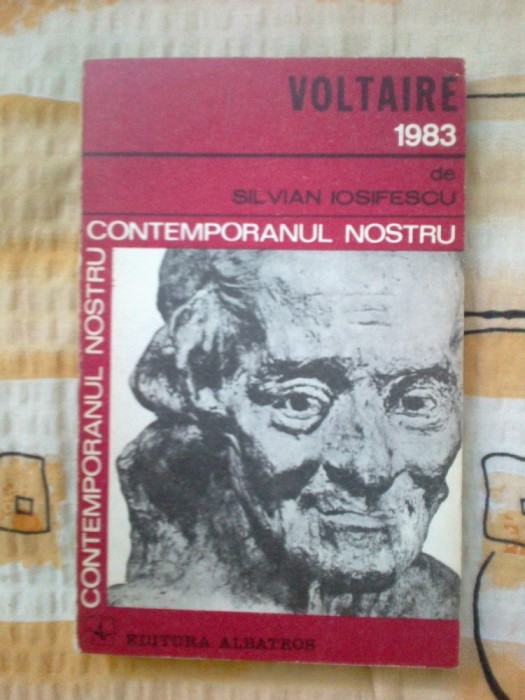 VOLTAIRE
1983
de
SILVIAN IOSIFESCU
CONTEMPORANUL NOSTRU
CONTEMPORANUL NOSTRU
EDITURA ALBATROS